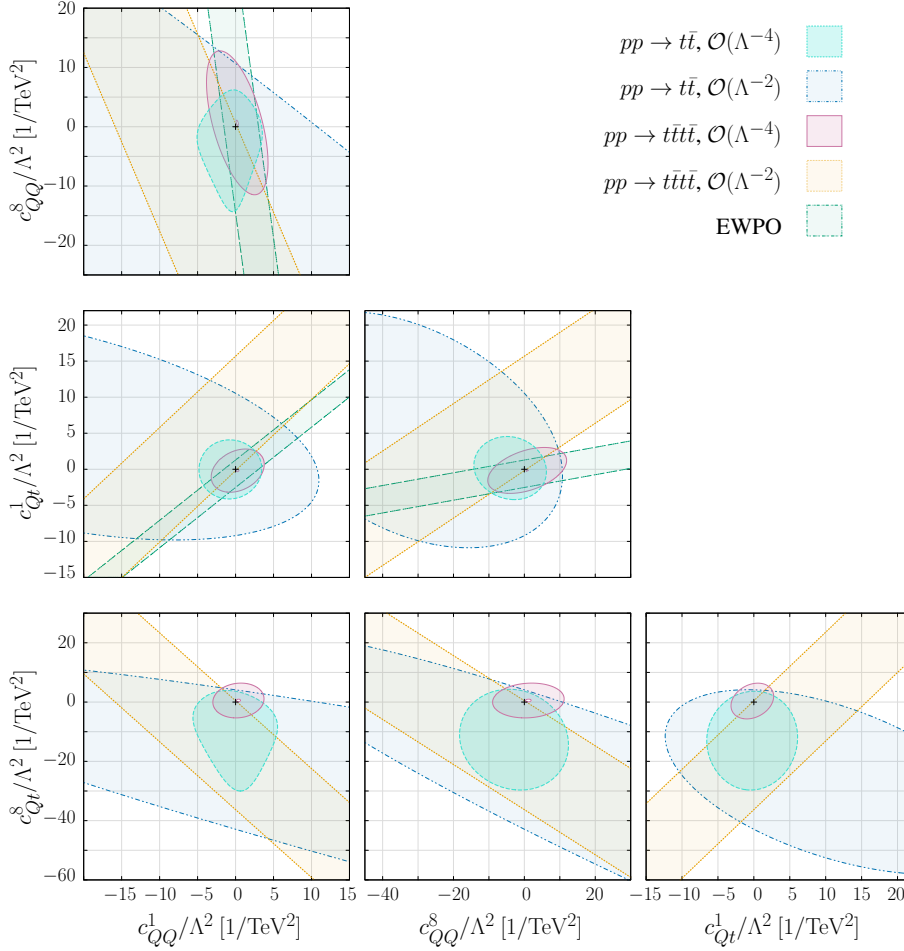 20
10
0
−10
−20
c⁸_QQ/Λ² [1/TeV²]
pp → tt̄, O(Λ⁻⁴)
pp → tt̄, O(Λ⁻²)
pp → tt̄tt̄, O(Λ⁻⁴)
pp → tt̄tt̄, O(Λ⁻²)
EWPO
20
15
10
5
0
−5
−10
−15
c¹_Qt/Λ² [1/TeV²]
20
0
−20
−40
−60
c⁸_Qt/Λ² [1/TeV²]
−15 −10 −5 0 5 10 15
−40 −20 0 20
−15 −10 −5 0 5 10 15 20
c¹_QQ/Λ² [1/TeV²]
c⁸_QQ/Λ² [1/TeV²]
c¹_Qt/Λ² [1/TeV²]